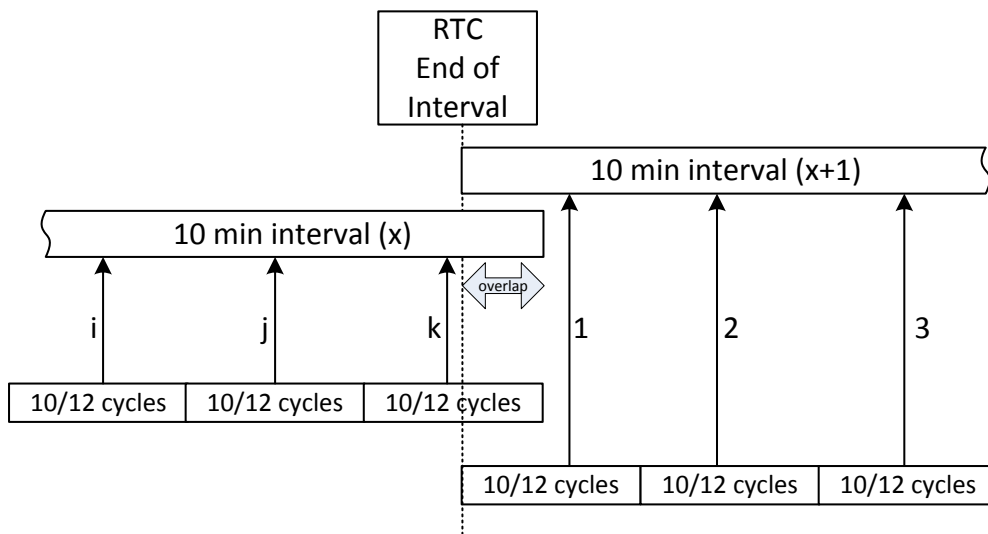 RTC
End of
Interval
10 min interval (x+1)
10 min interval (x)
overlap
i
j
k
1
2
3
10/12 cycles
10/12 cycles
10/12 cycles
10/12 cycles
10/12 cycles
10/12 cycles